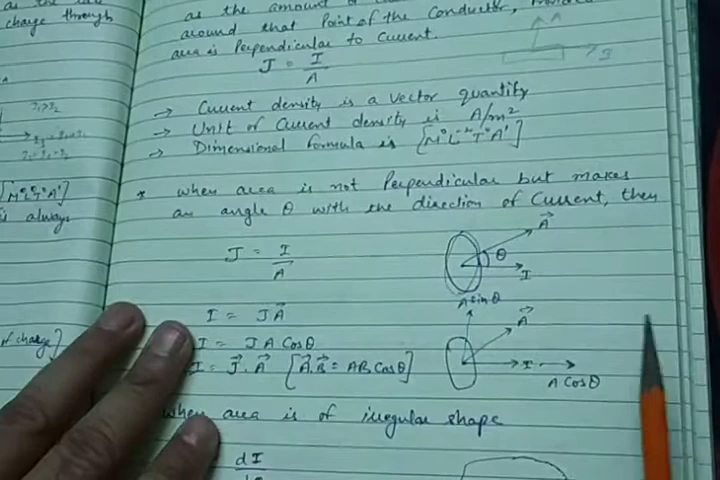 charge through
as the amount of
around that Point of the Conductor,
area is Perpendicular to Current.
J = I
A
→ Current density is a vector quantity
→ Unit of Current density is A/m²
→ Dimensional formula is [M⁰L⁻²T⁰A¹]
* when area is not Perpendicular but makes
an angle θ with the direction of Current, then
J = I
A
I = JA⃗
I = JA Cosθ
I = J⃗ . A⃗ [A⃗.B⃗ = AB Cosθ]
when area is of irregular shape
dI
A⃗
θ
I
A sinθ
A⃗
I
A Cosθ
I
[M⁰L⁰T⁰A¹]
is always
of charge]